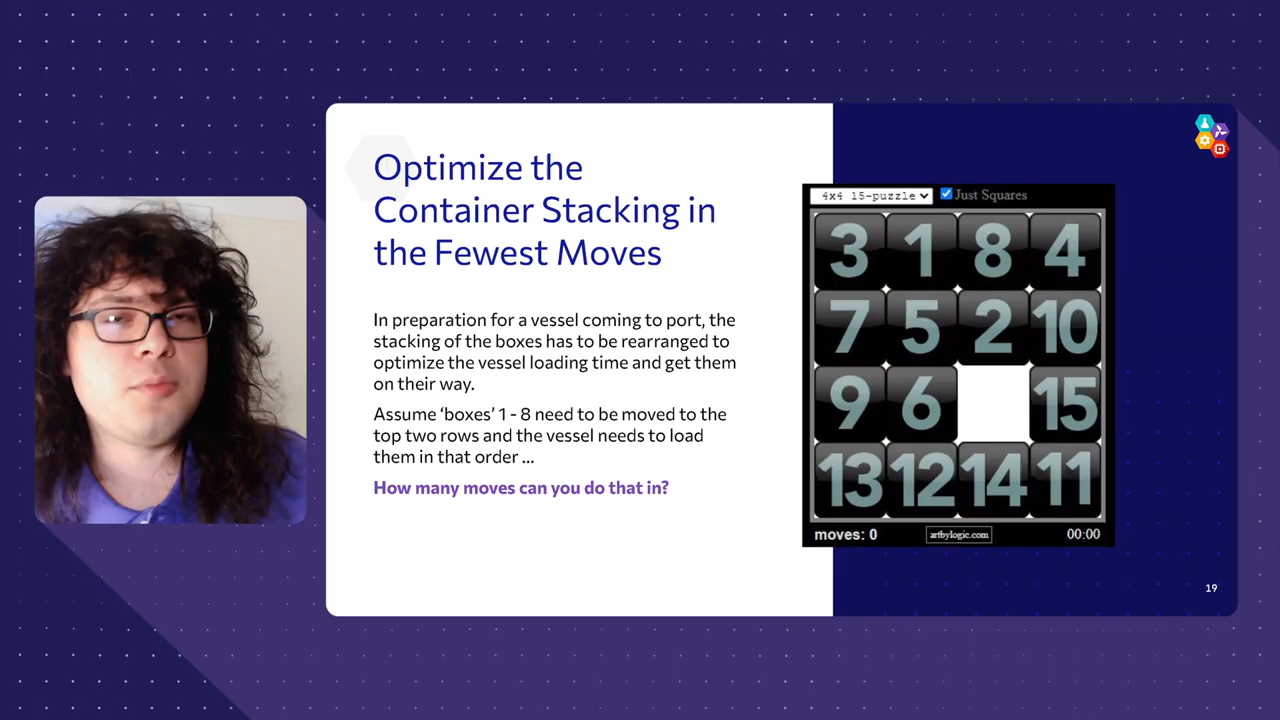 Optimize the
Container Stacking in
the Fewest Moves
In preparation for a vessel coming to port, the
stacking of the boxes has to be rearranged to
optimize the vessel loading time and get them
on their way.
Assume ‘boxes’ 1 - 8 need to be moved to the
top two rows and the vessel needs to load
them in that order ...
How many moves can you do that in?
4x4 15-puzzle Just Squares
3 1 8 4
7 5 2 10
9 6 15
13 12 14 11
moves: 0 artbylogic.com 00:00
19